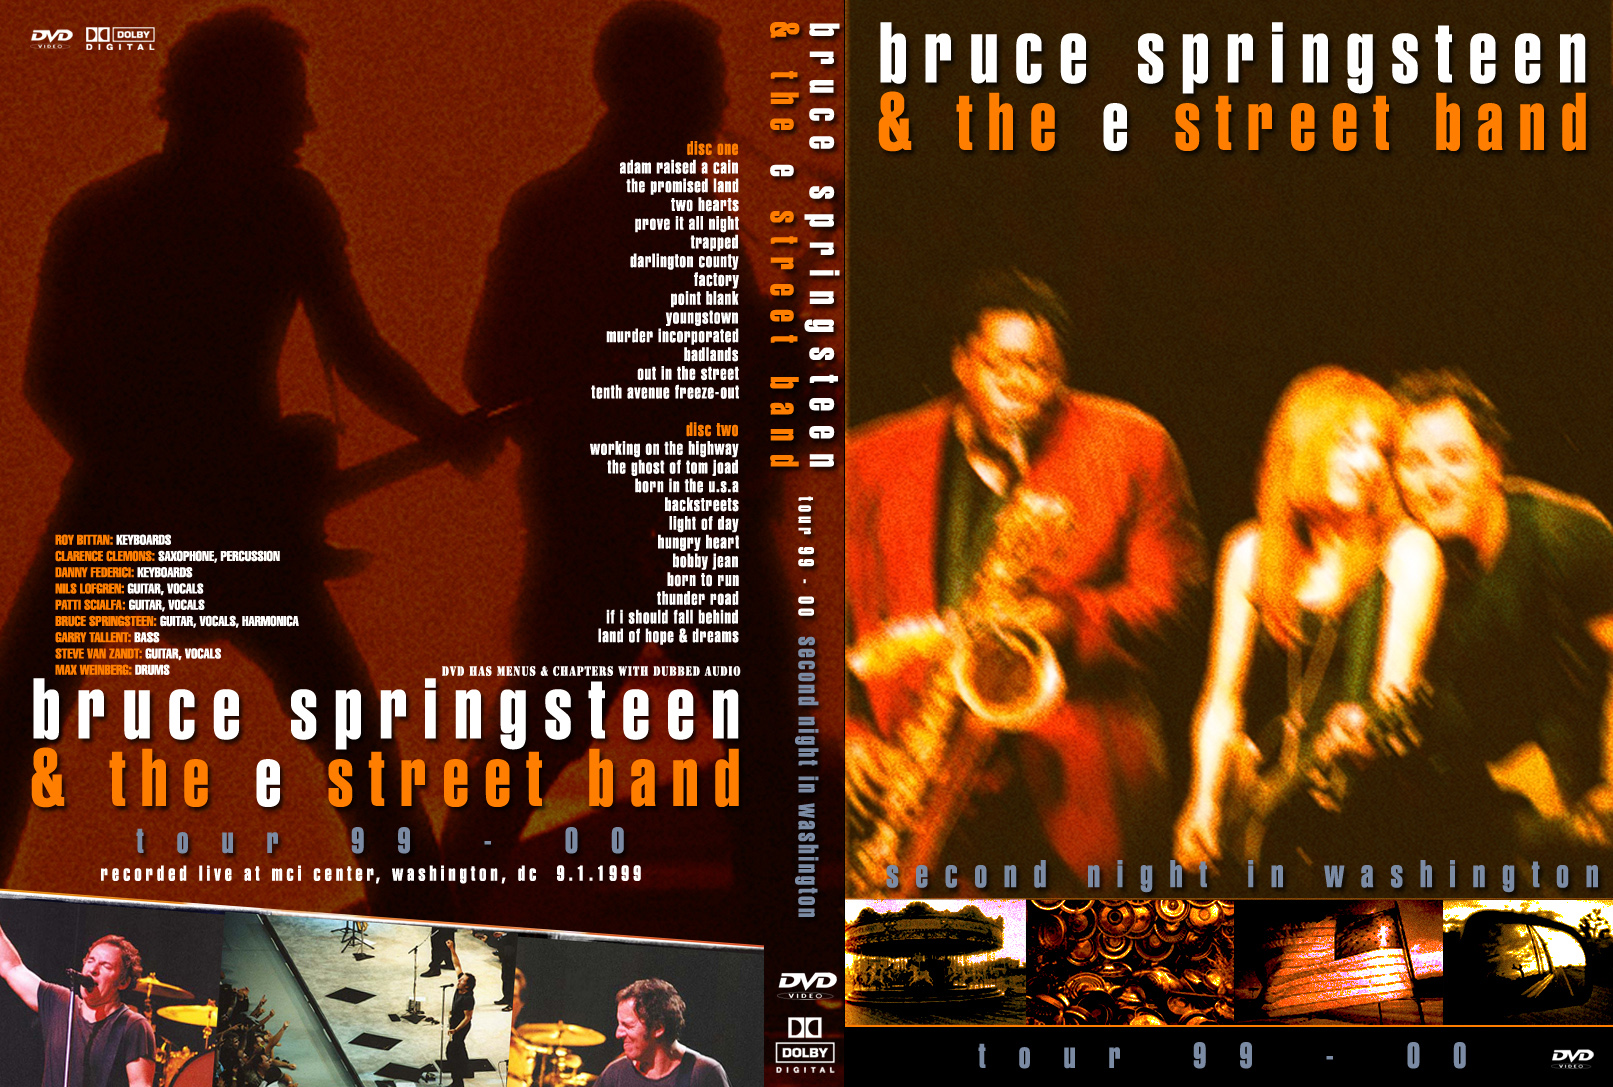 DVD
VIDEO
DOLBY
DIGITAL
disc one
adam raised a cain
the promised land
two hearts
prove it all night
trapped
darlington county
factory
point blank
youngstown
murder incorporated
badlands
out in the street
tenth avenue freeze-out
disc two
working on the highway
the ghost of tom joad
born in the u.s.a
backstreets
light of day
hungry heart
bobby jean
born to run
thunder road
if i should fall behind
land of hope & dreams
ROY BITTAN: KEYBOARDS
CLARENCE CLEMONS: SAXOPHONE, PERCUSSION
DANNY FEDERICI: KEYBOARDS
NILS LOFGREN: GUITAR, VOCALS
PATTI SCIALFA: GUITAR, VOCALS
BRUCE SPRINGSTEEN: GUITAR, VOCALS, HARMONICA
GARRY TALLENT: BASS
STEVE VAN ZANDT: GUITAR, VOCALS
MAX WEINBERG: DRUMS
DVD HAS MENUS & CHAPTERS WITH DUBBED AUDIO
bruce springsteen
& the e street band
tour 99 - 00
recorded live at mci center, washington, dc 9.1.1999
bruce springsteen
& the e street band
tour 99 - 00 second night in washington
DVD
VIDEO
DOLBY
DIGITAL
bruce springsteen
& the e street band
second night in washington
tour 99 - 00
DVD
VIDEO